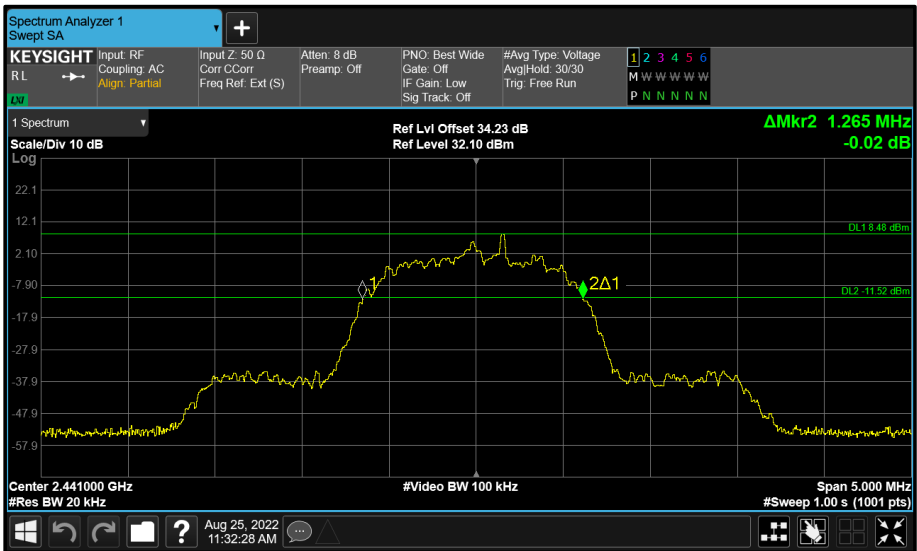 Spectrum Analyzer 1
Swept SA
+
KEYSIGHT
RL
LXI
Input: RF
Coupling: AC
Align: Partial
Input Z: 50 Ω
Corr CCorr
Freq Ref: Ext (S)
Atten: 8 dB
Preamp: Off
PNO: Best Wide
Gate: Off
IF Gain: Low
Sig Track: Off
#Avg Type: Voltage
Avg|Hold: 30/30
Trig: Free Run
1 2 3 4 5 6
M W W W W W
P N N N N N
1 Spectrum
Scale/Div 10 dB
Log
Ref Lvl Offset 34.23 dB
Ref Level 32.10 dBm
ΔMkr2 1.265 MHz
-0.02 dB
22.1
12.1
DL1 8.48 dBm
2.10
-7.90
1
2Δ1
DL2 -11.52 dBm
-17.9
-27.9
-37.9
-47.9
-57.9
Center 2.441000 GHz
#Video BW 100 kHz
Span 5.000 MHz
#Res BW 20 kHz
#Sweep 1.00 s (1001 pts)
?
Aug 25, 2022
11:32:28 AM